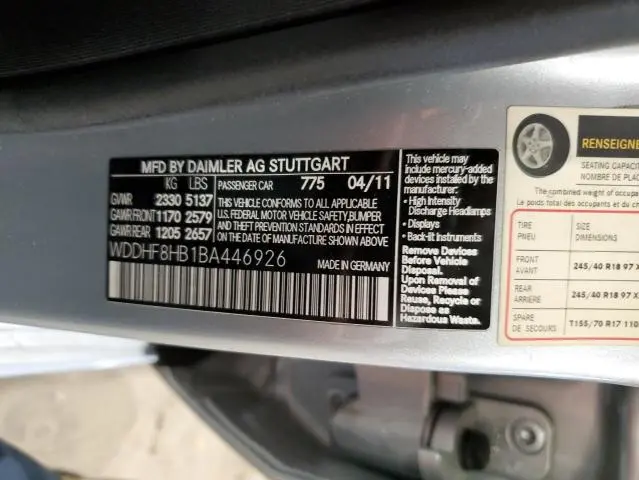 MFD BY DAIMLER AG STUTTGART
KG LBS PASSENGER CAR 775 04/11
GVWR 2330 5137
GAWR FRONT 1170 2579
GAWR REAR 1205 2657
THIS VEHICLE CONFORMS TO ALL APPLICABLE
U.S. FEDERAL MOTOR VEHICLE SAFETY, BUMPER
AND THEFT PREVENTION STANDARDS IN EFFECT
ON THE DATE OF MANUFACTURE SHOWN ABOVE.
WDDHF8HB1BA446926
MADE IN GERMANY
This vehicle may
include mercury-added
devices installed by the
manufacturer:
• High Intensity
Discharge Headlamps
• Displays
• Back-lit Instruments
Remove Devices
Before Vehicle
Disposal.
Upon Removal of
Devices Please
Reuse, Recycle or
Dispose as
Hazardous Waste.
RENSEIGNE
SEATING CAPACITY
NOMBRE DE PLAC
The combined weight of occupa
TIRE
PNEU
SIZE
DIMENSIONS
FRONT
AVANT
245/40 R18 97 X
REAR
ARRIÈRE
245/40 R18 97 X
SPARE
DE SECOURS
T155/70 R17 110